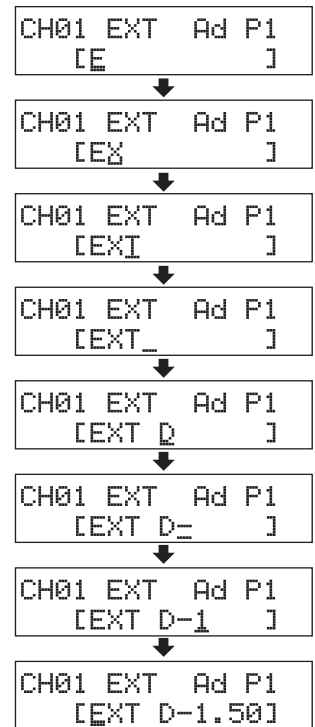 CH01 EXT Ad P1
[E ]
CH01 EXT Ad P1
[EX ]
CH01 EXT Ad P1
[EXT ]
CH01 EXT Ad P1
[EXT_ ]
CH01 EXT Ad P1
[EXT D ]
CH01 EXT Ad P1
[EXT D- ]
CH01 EXT Ad P1
[EXT D-1 ]
CH01 EXT Ad P1
[EXT D-1.50]